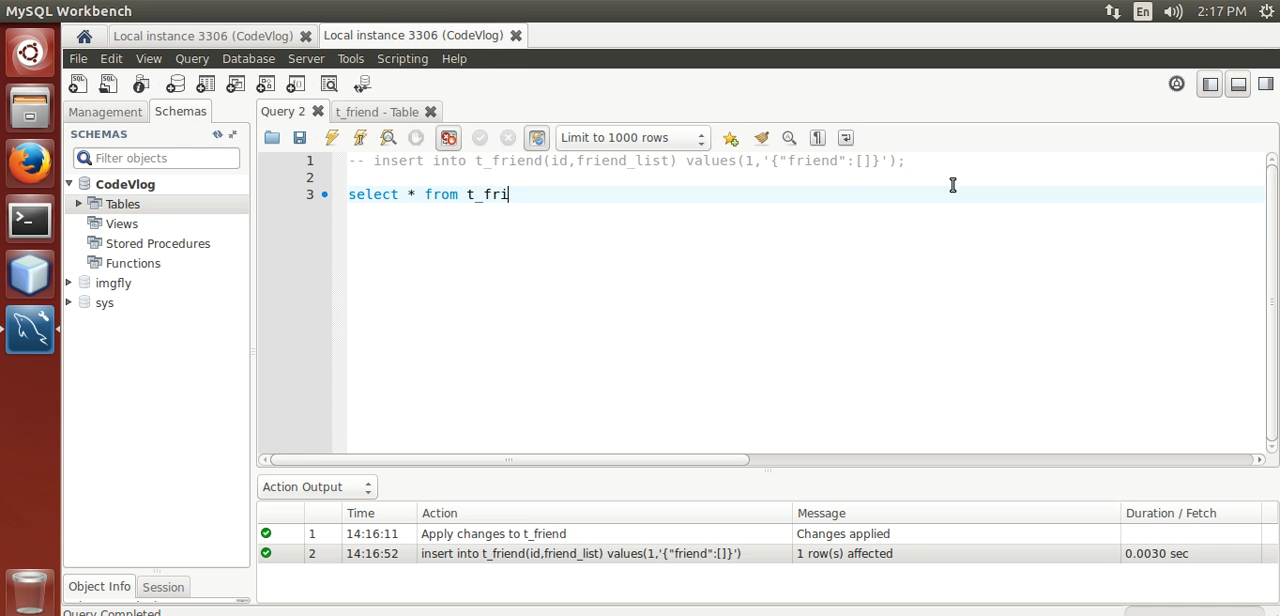 MySQL Workbench
En
2:17 PM
Local instance 3306 (CodeVlog)
Local instance 3306 (CodeVlog)
File Edit View Query Database Server Tools Scripting Help
Management Schemas
Query 2
t_friend - Table
SCHEMAS
Filter objects
Limit to 1000 rows
CodeVlog
Tables
Views
Stored Procedures
Functions
imgfly
sys
1 -- insert into t_friend(id,friend_list) values(1,'{"friend":[]}');
2
3 select * from t_fri
Action Output
Time Action Message Duration / Fetch
1 14:16:11 Apply changes to t_friend Changes applied
2 14:16:52 insert into t_friend(id,friend_list) values(1,'{"friend":[]}') 1 row(s) affected 0.0030 sec
Object Info Session
Query Completed